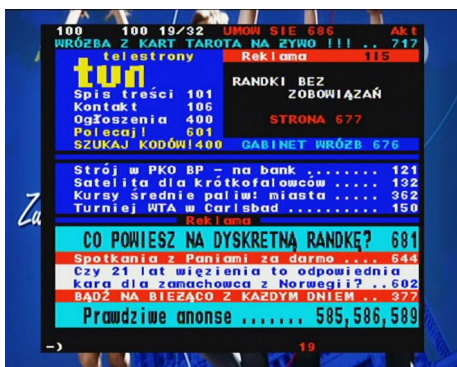 100 100 19/32 UMÓW SIE 686 Akt
WRÓŻBA Z KART TAROTA NA ŻYWO !!! .. 717
telestrony
tvn
Reklama 115
RANDKI BEZ
ZOBOWIĄZAŃ
STRONA 677
Spis treści 101
Kontakt 106
Ogłoszenia 400
Polecaj! 601
SZUKAJ KODÓW!400
GABINET WRÓŻB 676
Strój w PKO BP – na bank ........ 121
Satelita dla krótkofalowców ..... 132
Kursy średnie paliw: miasta ..... 362
Turniej WTA w Carlsbad .......... 150
Reklama
CO POWIESZ NA DYSKRETNĄ RANDKĘ? 681
Spotkania z Paniami za darmo .... 644
Czy 21 lat więzienia to odpowiednia
kara dla zamachowca z Norwegii? ..602
BĄDŹ NA BIEŻĄCO Z KAŻDYM DNIEM .. 377
Prawdziwe anonse ....... 585,586,589
–) 19
Zu